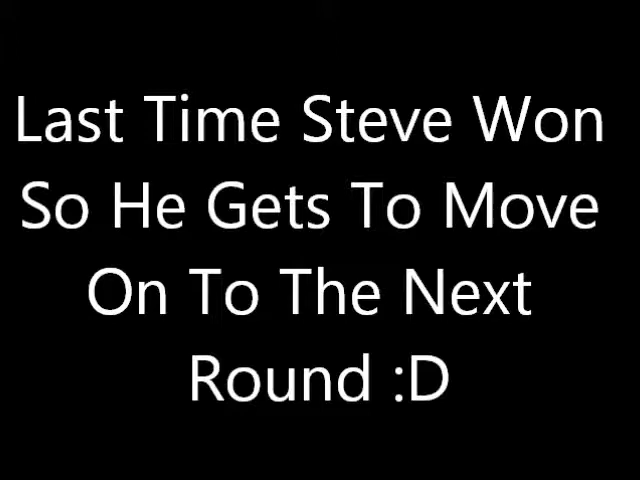 Last Time Steve Won
So He Gets To Move
On To The Next
Round :D